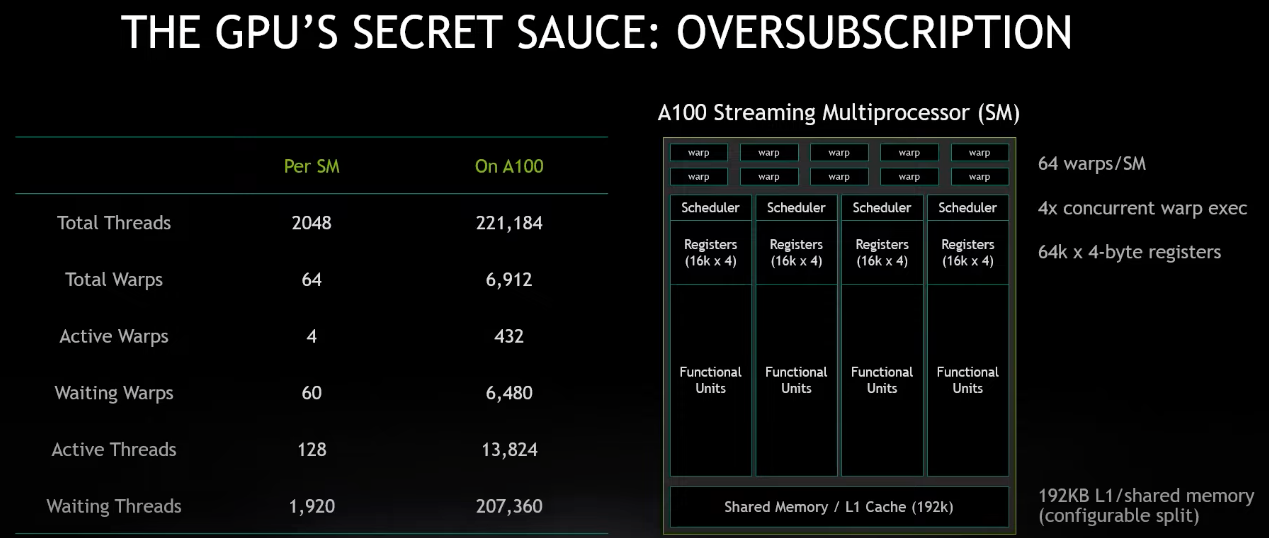 THE GPU'S SECRET SAUCE: OVERSUBSCRIPTION
Per SM On A100
Total Threads 2048 221,184
Total Warps 64 6,912
Active Warps 4 432
Waiting Warps 60 6,480
Active Threads 128 13,824
Waiting Threads 1,920 207,360
A100 Streaming Multiprocessor (SM)
warp warp warp warp warp
warp warp warp warp warp
Scheduler Scheduler Scheduler Scheduler
Registers Registers Registers Registers
(16k x 4) (16k x 4) (16k x 4) (16k x 4)
Functional Functional Functional Functional
Units Units Units Units
Shared Memory / L1 Cache (192k)
64 warps/SM
4x concurrent warp exec
64k x 4-byte registers
192KB L1/shared memory
(configurable split)